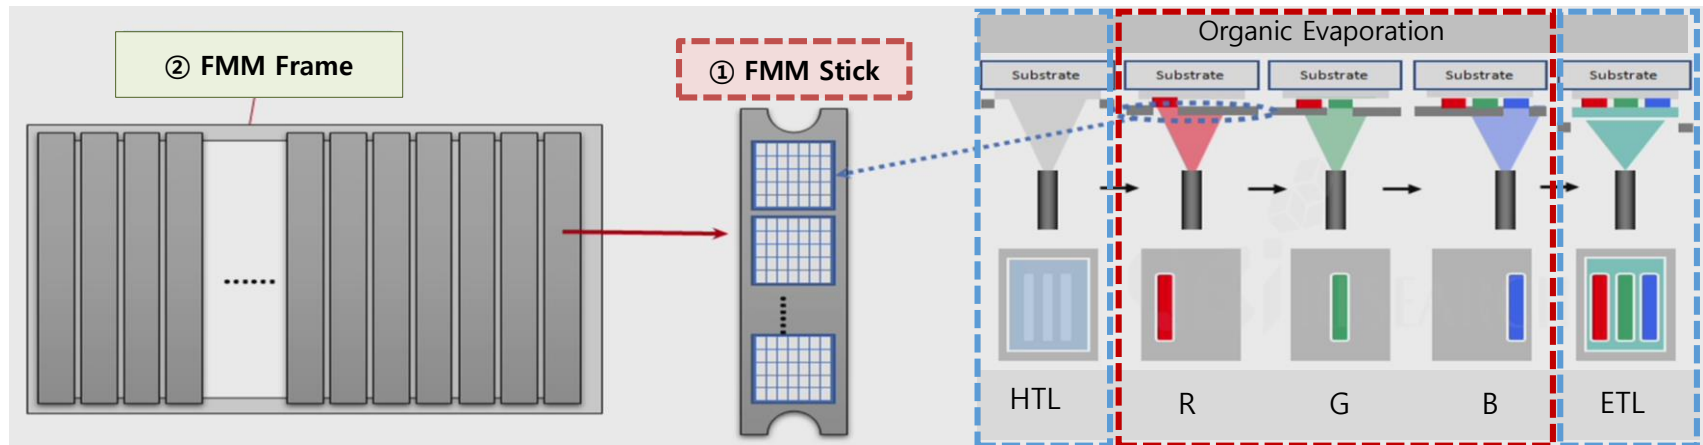 ② FMM Frame
① FMM Stick
Organic Evaporation
Substrate
Substrate
Substrate
Substrate
Substrate
HTL
R
G
B
ETL